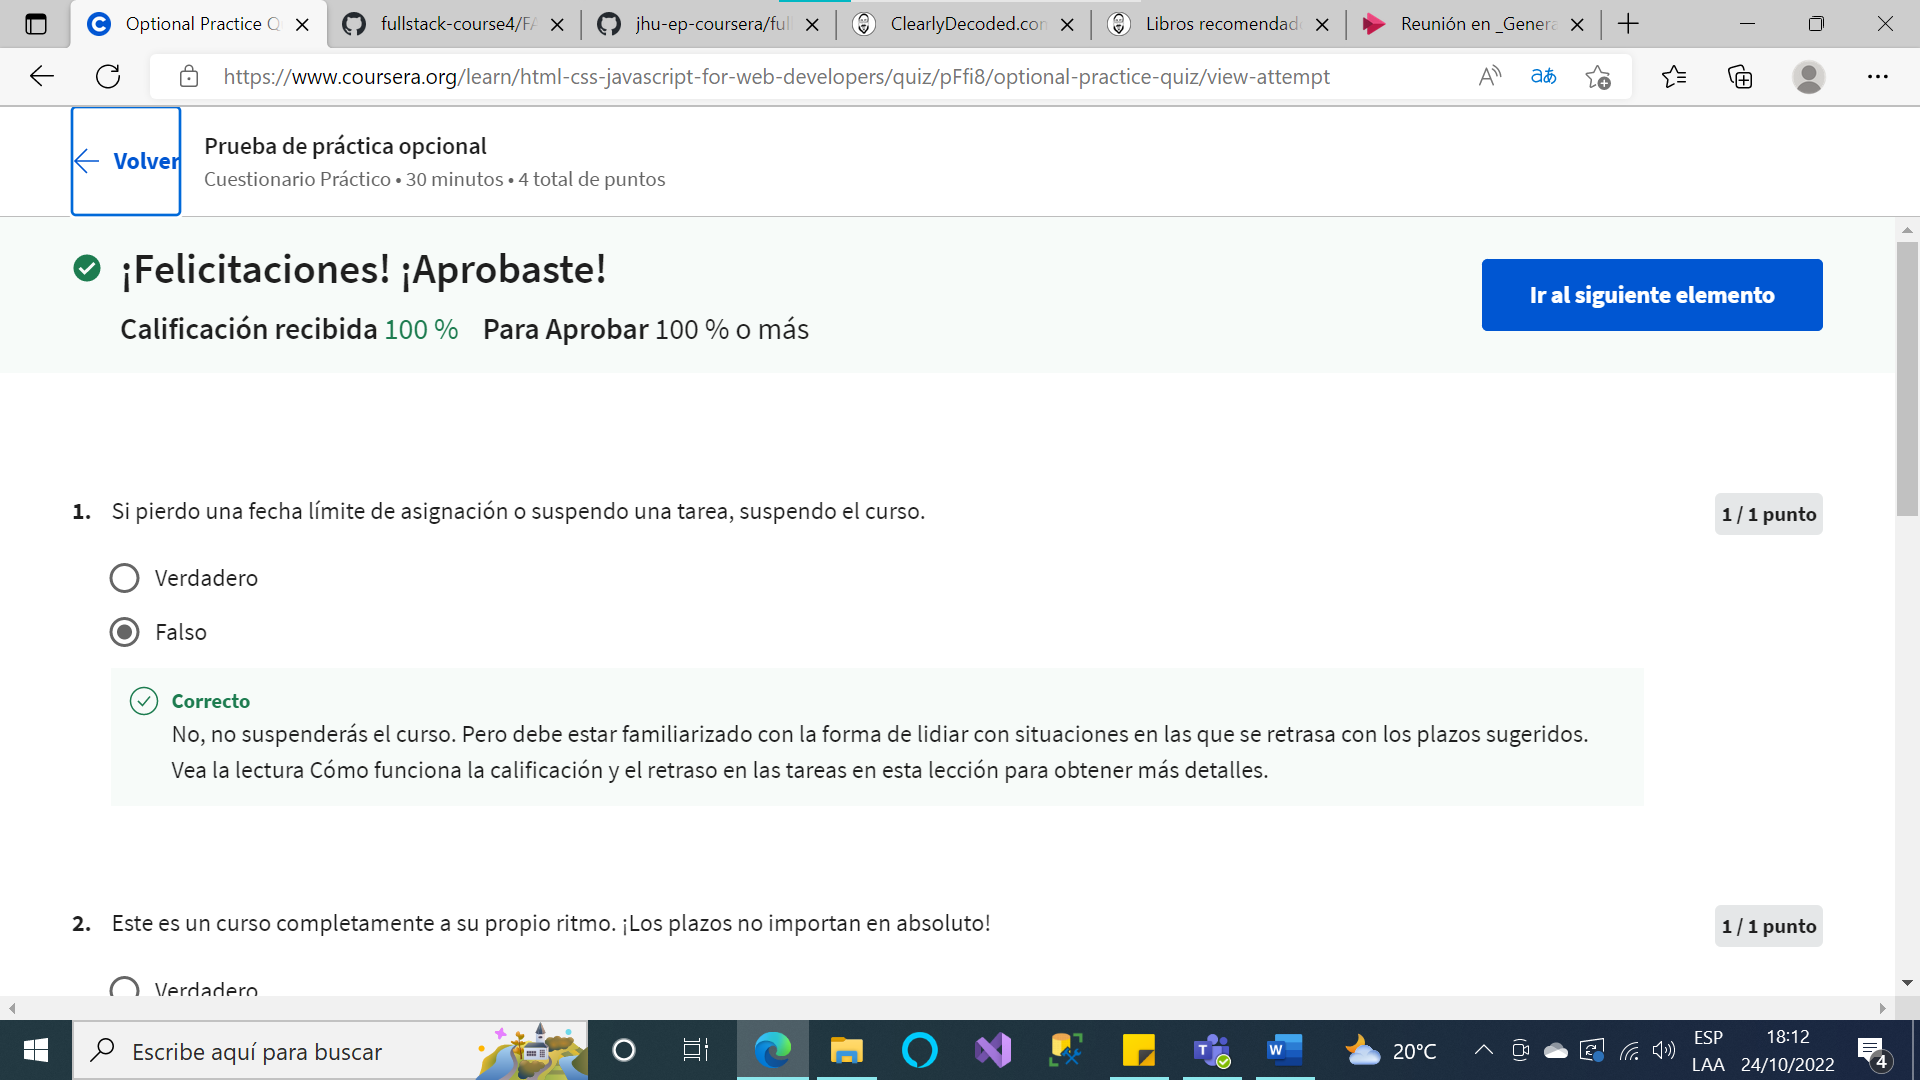 Optional Practice Q
fullstack-course4/FA
jhu-ep-coursera/full
ClearlyDecoded.con
Libros recomendado
Reunión en _Genera
https://www.coursera.org/learn/html-css-javascript-for-web-developers/quiz/pFfi8/optional-practice-quiz/view-attempt
Volver
Prueba de práctica opcional
Cuestionario Práctico • 30 minutos • 4 total de puntos
¡Felicitaciones! ¡Aprobaste!
Calificación recibida 100 % Para Aprobar 100 % o más
Ir al siguiente elemento
1. Si pierdo una fecha límite de asignación o suspendo una tarea, suspendo el curso.
1 / 1 punto
Verdadero
Falso
Correcto
No, no suspenderás el curso. Pero debe estar familiarizado con la forma de lidiar con situaciones en las que se retrasa con los plazos sugeridos.
Vea la lectura Cómo funciona la calificación y el retraso en las tareas en esta lección para obtener más detalles.
2. Este es un curso completamente a su propio ritmo. ¡Los plazos no importan en absoluto!
1 / 1 punto
Verdadero
Escribe aquí para buscar
20°C
ESP
LAA
18:12
24/10/2022
4